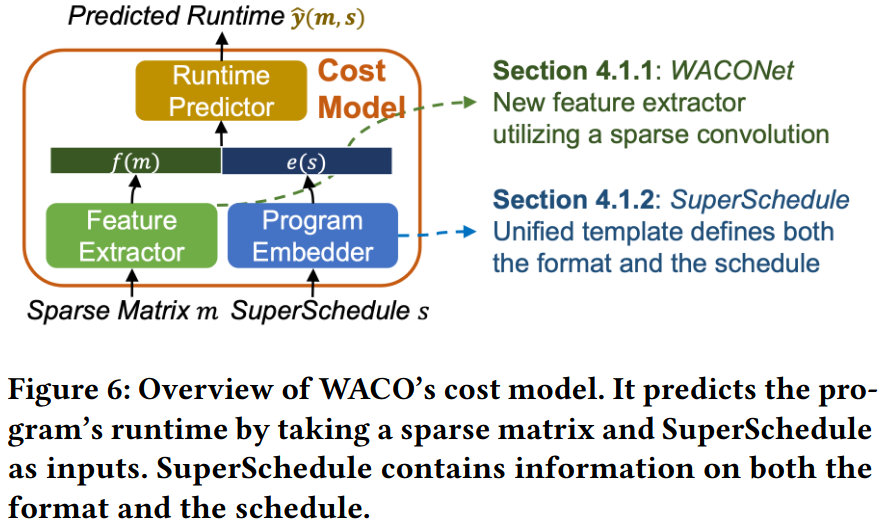 Predicted Runtime ŷ(m, s)
Cost
Model
Runtime
Predictor
f(m)
e(s)
Feature
Extractor
Program
Embedder
Sparse Matrix m
SuperSchedule s
Section 4.1.1: WACONet
New feature extractor
utilizing a sparse convolution
Section 4.1.2: SuperSchedule
Unified template defines both
the format and the schedule
Figure 6: Overview of WACO’s cost model. It predicts the pro-
gram’s runtime by taking a sparse matrix and SuperSchedule
as inputs. SuperSchedule contains information on both the
format and the schedule.